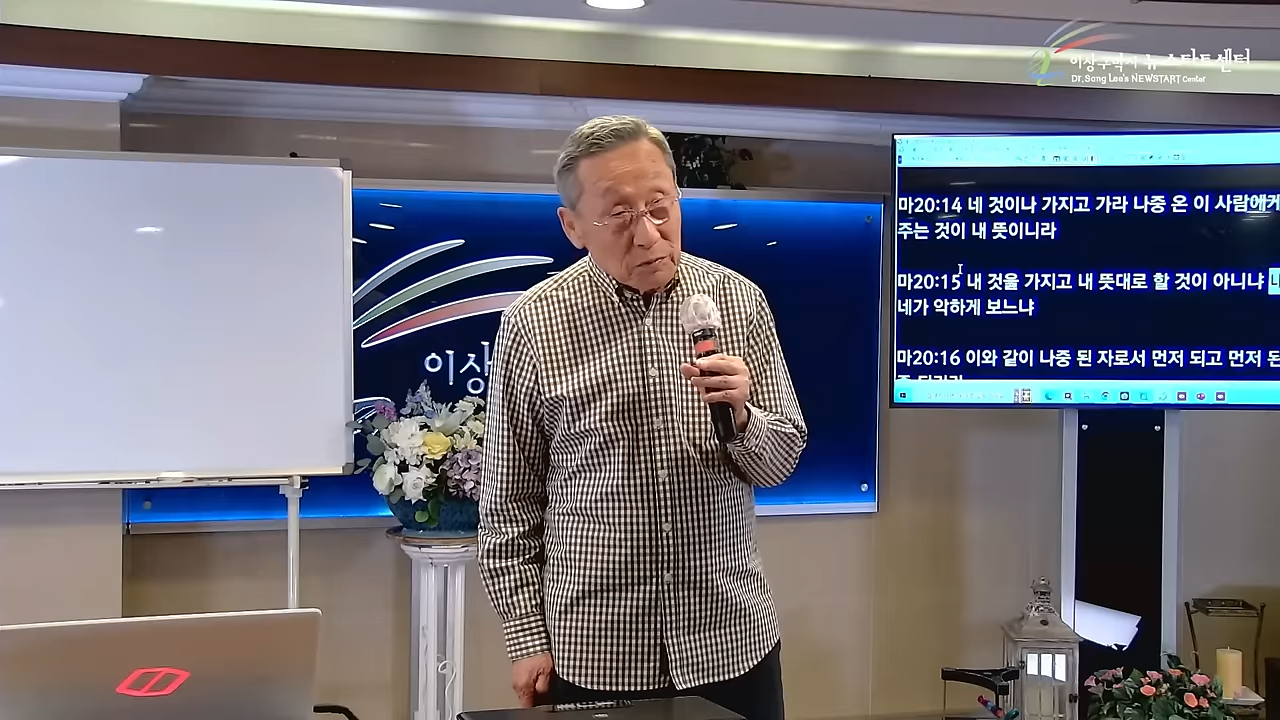 이상구박사 뉴스타트센터
Dr. Sang Lee's NEWSTART Center
마20:14 네 것이나 가지고 가라 나중 온 이 사람에게
주는 것이 내 뜻이니라
마20:15 내 것을 가지고 내 뜻대로 할 것이 아니냐
네가 악하게 보느냐
마20:16 이와 같이 나중 된 자로서 먼저 되고 먼저 된
이상